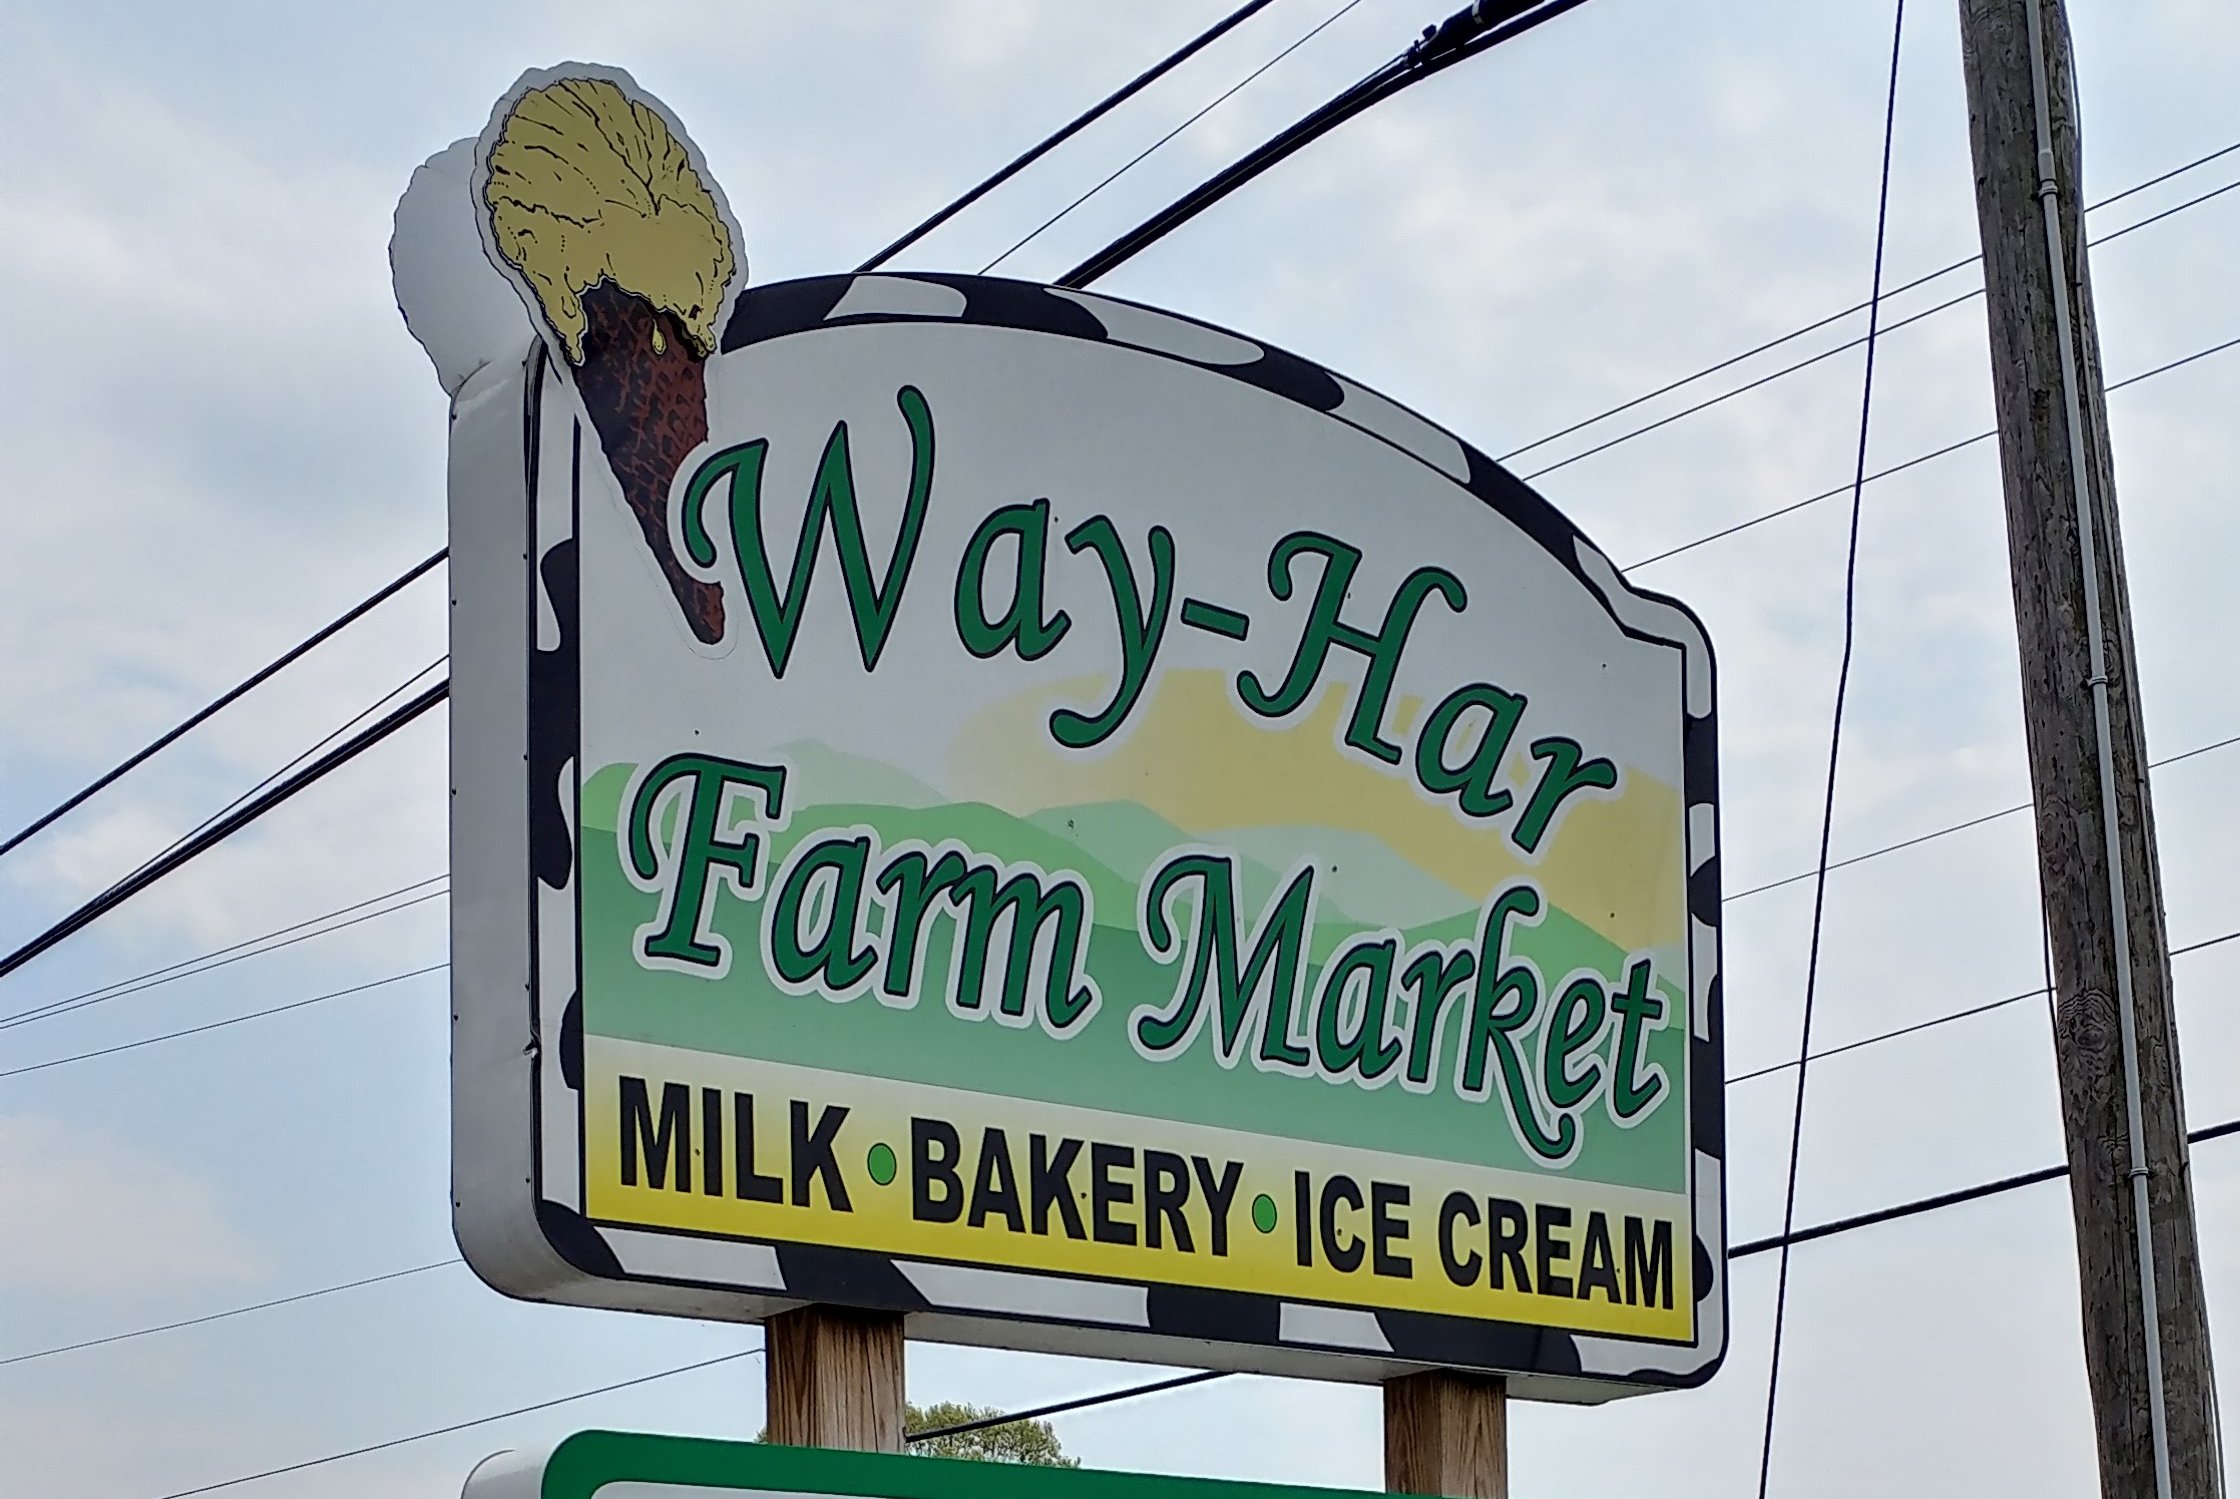 Way-Har
Farm Market
MILK • BAKERY • ICE CREAM